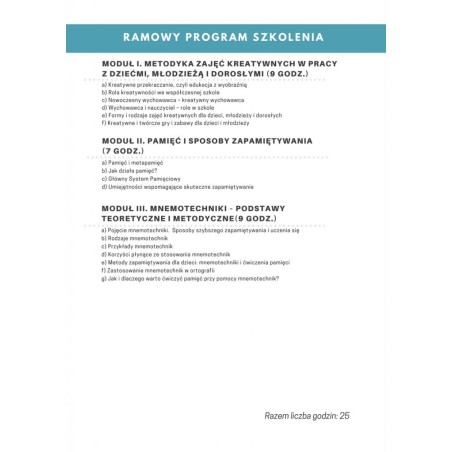 RAMOWY PROGRAM SZKOLENIA
MODUŁ I. METODYKA ZAJĘĆ KREATYWNYCH W PRACY
Z DZIEĆMI, MŁODZIEŻĄ I DOROSŁYMI (9 GODZ.)
a) Kreatywne przekraczanie, czyli edukacja z wyobraźnią
b) Rola kreatywności we współczesnej szkole
c) Nowoczesny wychowawca – kreatywny wychowawca
d) Wychowawca i nauczyciel – role w szkole
e) Formy i rodzaje zajęć kreatywnych dla dzieci, młodzieży i dorosłych
f) Kreatywne i twórcze gry i zabawy dla dzieci i młodzieży
MODUŁ II. PAMIĘĆ I SPOSOBY ZAPAMIĘTYWANIA
(7 GODZ.)
a) Pamięć i metapamięć
b) Jak działa pamięć?
c) Główny System Pamięciowy
d) Umiejętności wspomagające skuteczne zapamiętywanie
MODUŁ III. MNEMOTECHNIKI - PODSTAWY
TEORETYCZNE I METODYCZNE(9 GODZ.)
a) Pojęcie mnemotechniki. Sposoby szybszego zapamiętywania i uczenia się
b) Rodzaje mnemotechnik
c) Przykłady mnemotechnik
d) Korzyści płynące ze stosowania mnemotechnik
e) Metody zapamiętywania dla dzieci: mnemotechniki i ćwiczenia pamięci
f) Zastosowanie mnemotechnik w ortografii
g) Jak i dlaczego warto ćwiczyć pamięć przy pomocy mnemotechnik?
Razem liczba godzin: 25